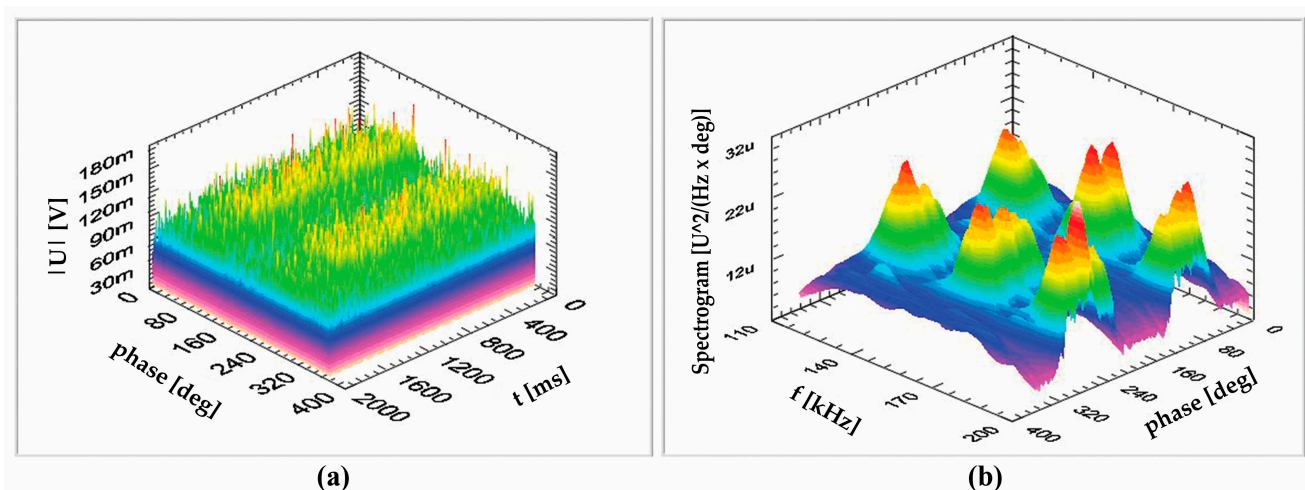 |U| [V]
180m
150m
120m
90m
60m
30m
0
80
160
240
320
400
phase [deg]
0
400
800
1200
1600
2000
t [ms]
(a)
Spectrogram [U^2/(Hz x deg)]
32u
22u
12u
110
140
170
200
f [kHz]
0
80
160
240
320
400
phase [deg]
(b)